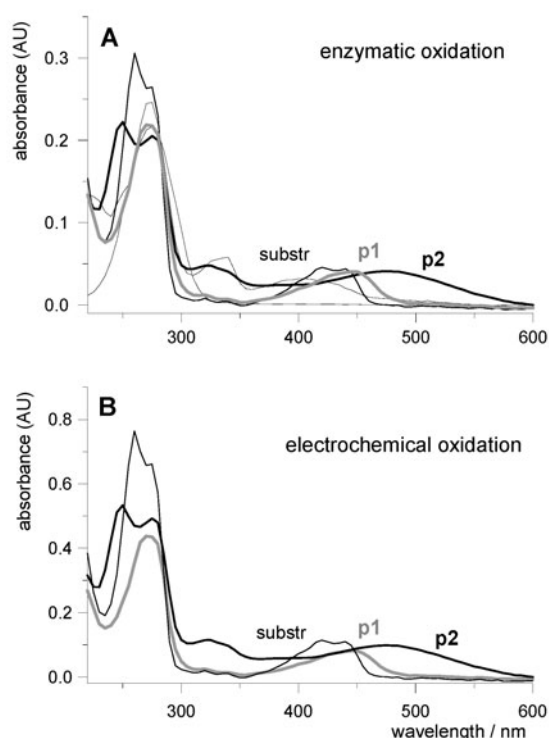 A
enzymatic oxidation
absorbance (AU)
0.3
0.2
0.1
0.0
substr
p1
p2
300
400
500
600
B
electrochemical oxidation
absorbance (AU)
0.8
0.6
0.4
0.2
0.0
substr
p1
p2
300
400
500
600
wavelength / nm